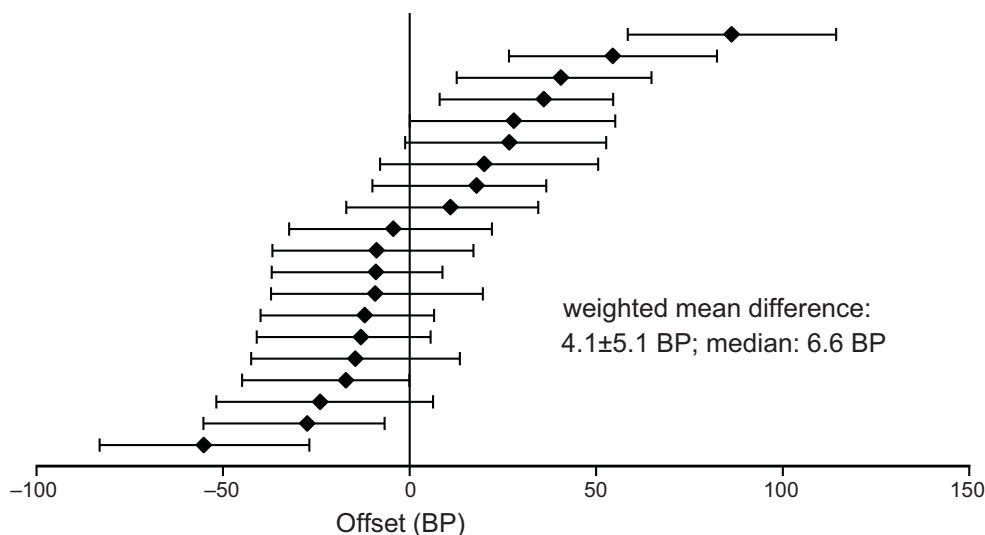 weighted mean difference:
4.1±5.1 BP; median: 6.6 BP
–100 –50 0 50 100 150
Offset (BP)